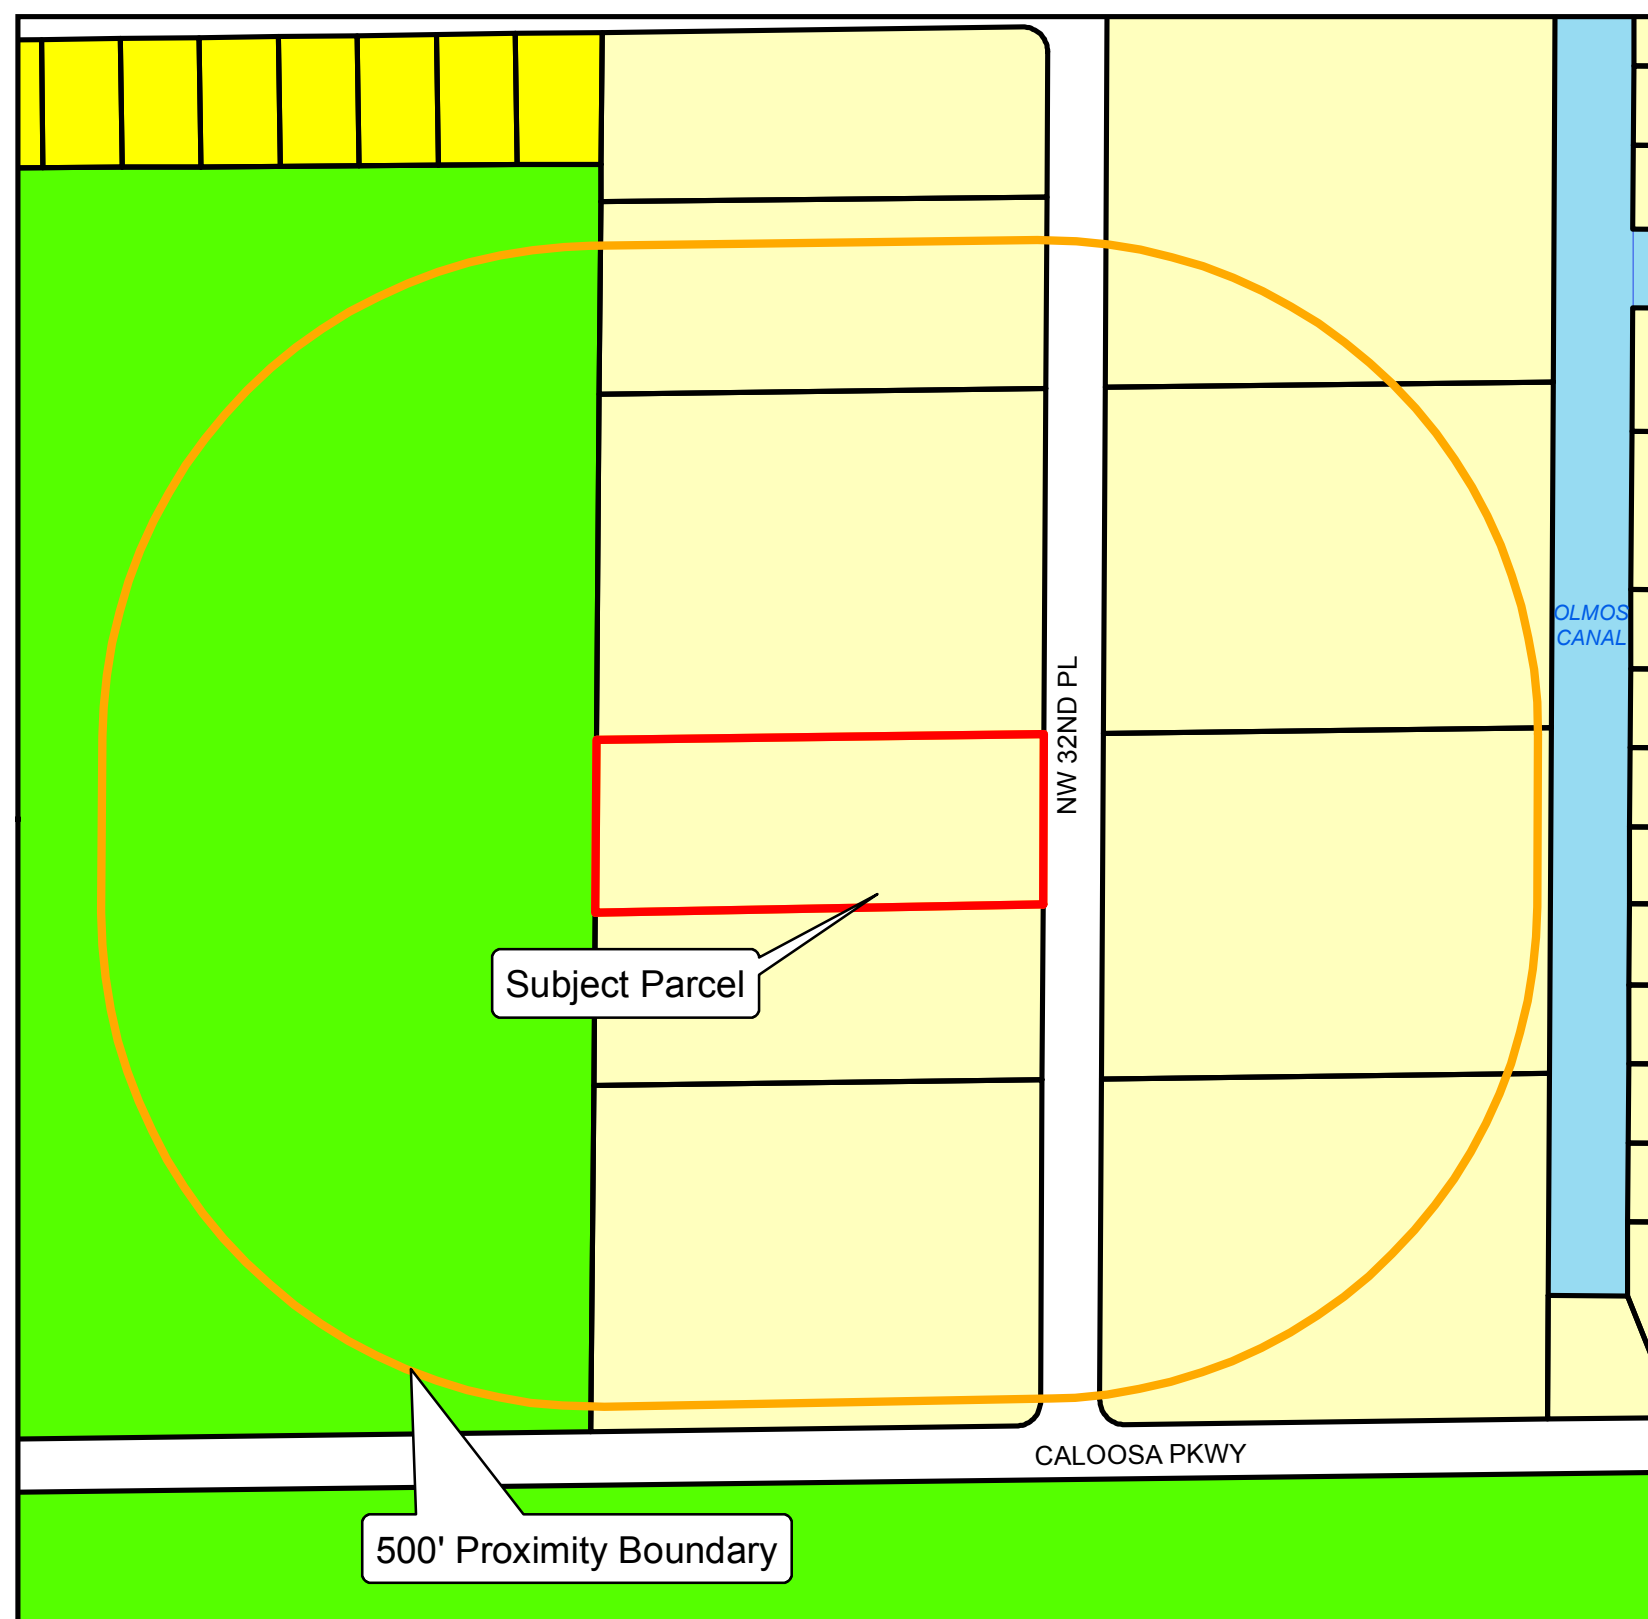 OLMOS
CANAL
NW 32ND PL
Subject Parcel
CALOOSA PKWY
500' Proximity Boundary